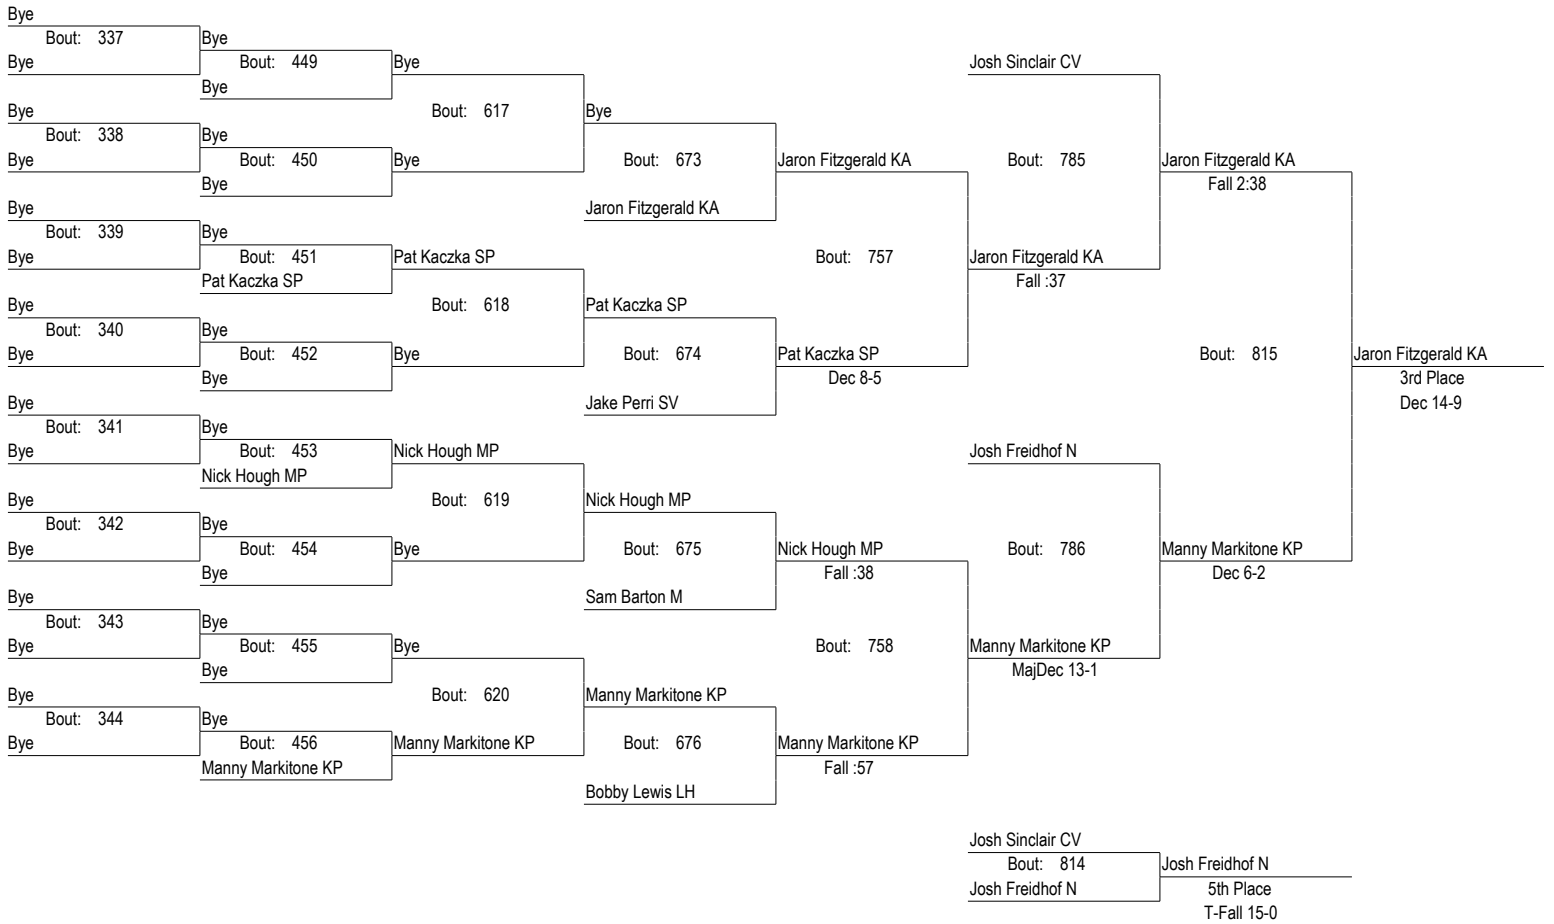 Bye
Bout: 337
Bye
Bye
Bout: 338
Bye
Bye
Bout: 339
Bye
Bye
Bout: 340
Bye
Bye
Bout: 341
Bye
Bye
Bout: 342
Bye
Bye
Bout: 343
Bye
Bye
Bout: 344
Bye
Bye
Bout: 449
Bye
Bye
Bout: 450
Bye
Bye
Bout: 451
Pat Kaczka SP
Bye
Bout: 452
Bye
Bye
Bout: 453
Nick Hough MP
Bye
Bout: 454
Bye
Bye
Bout: 455
Bye
Bye
Bout: 456
Manny Markitone KP
Bye
Bout: 617
Bye
Pat Kaczka SP
Bout: 618
Bye
Nick Hough MP
Bout: 619
Bye
Bye
Bout: 620
Manny Markitone KP
Bye
Bout: 673
Jaron Fitzgerald KA
Pat Kaczka SP
Bout: 674
Jake Perri SV
Nick Hough MP
Bout: 675
Sam Barton M
Manny Markitone KP
Bout: 676
Bobby Lewis LH
Jaron Fitzgerald KA
Bout: 757
Pat Kaczka SP
Dec 8-5
Nick Hough MP
Fall :38
Bout: 758
Manny Markitone KP
Fall :57
Josh Sinclair CV
Bout: 785
Jaron Fitzgerald KA
Fall :37
Josh Freidhof N
Bout: 786
Manny Markitone KP
MajDec 13-1
Jaron Fitzgerald KA
Fall 2:38
Bout: 815
Manny Markitone KP
Dec 6-2
Jaron Fitzgerald KA
3rd Place
Dec 14-9
Josh Sinclair CV
Bout: 814
Josh Freidhof N
Josh Freidhof N
5th Place
T-Fall 15-0